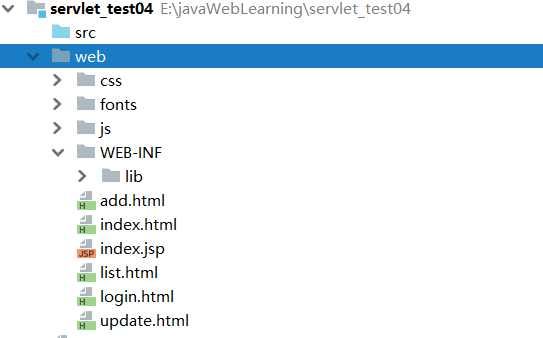 servlet_test04 E:\javaWebLearning\servlet_test04
src
web
css
fonts
js
WEB-INF
lib
H add.html
H index.html
JSP index.jsp
H list.html
H login.html
H update.html